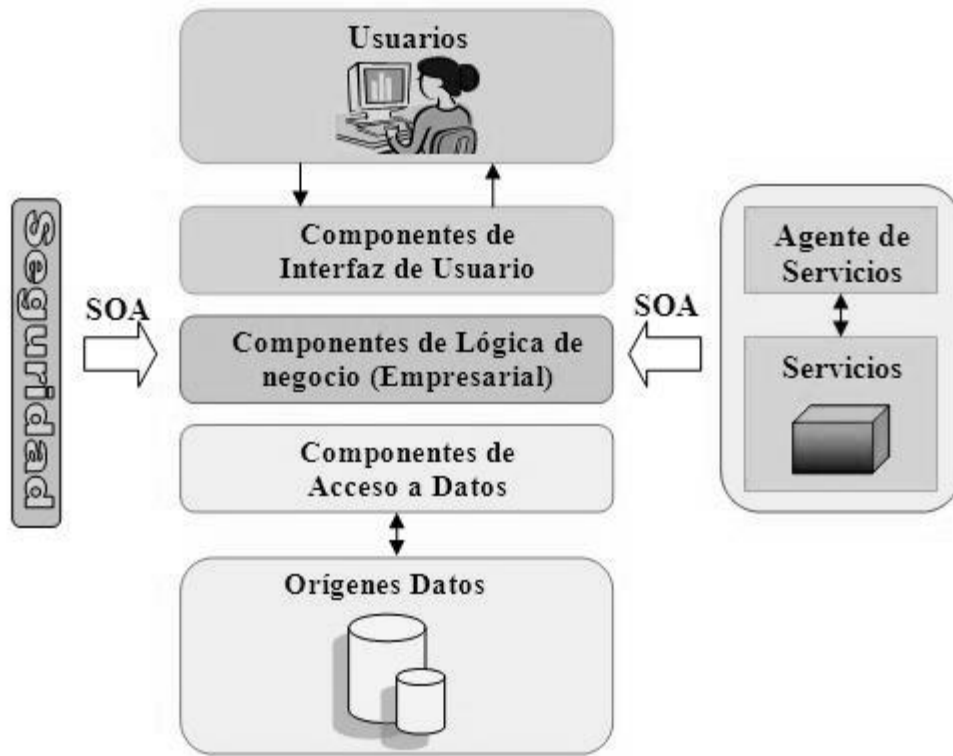 Usuarios
Componentes de
Interfaz de Usuario
Seguridad
SOA
Componentes de Lógica de
negocio (Empresarial)
SOA
Agente de
Servicios
Servicios
Componentes de
Acceso a Datos
Orígenes Datos